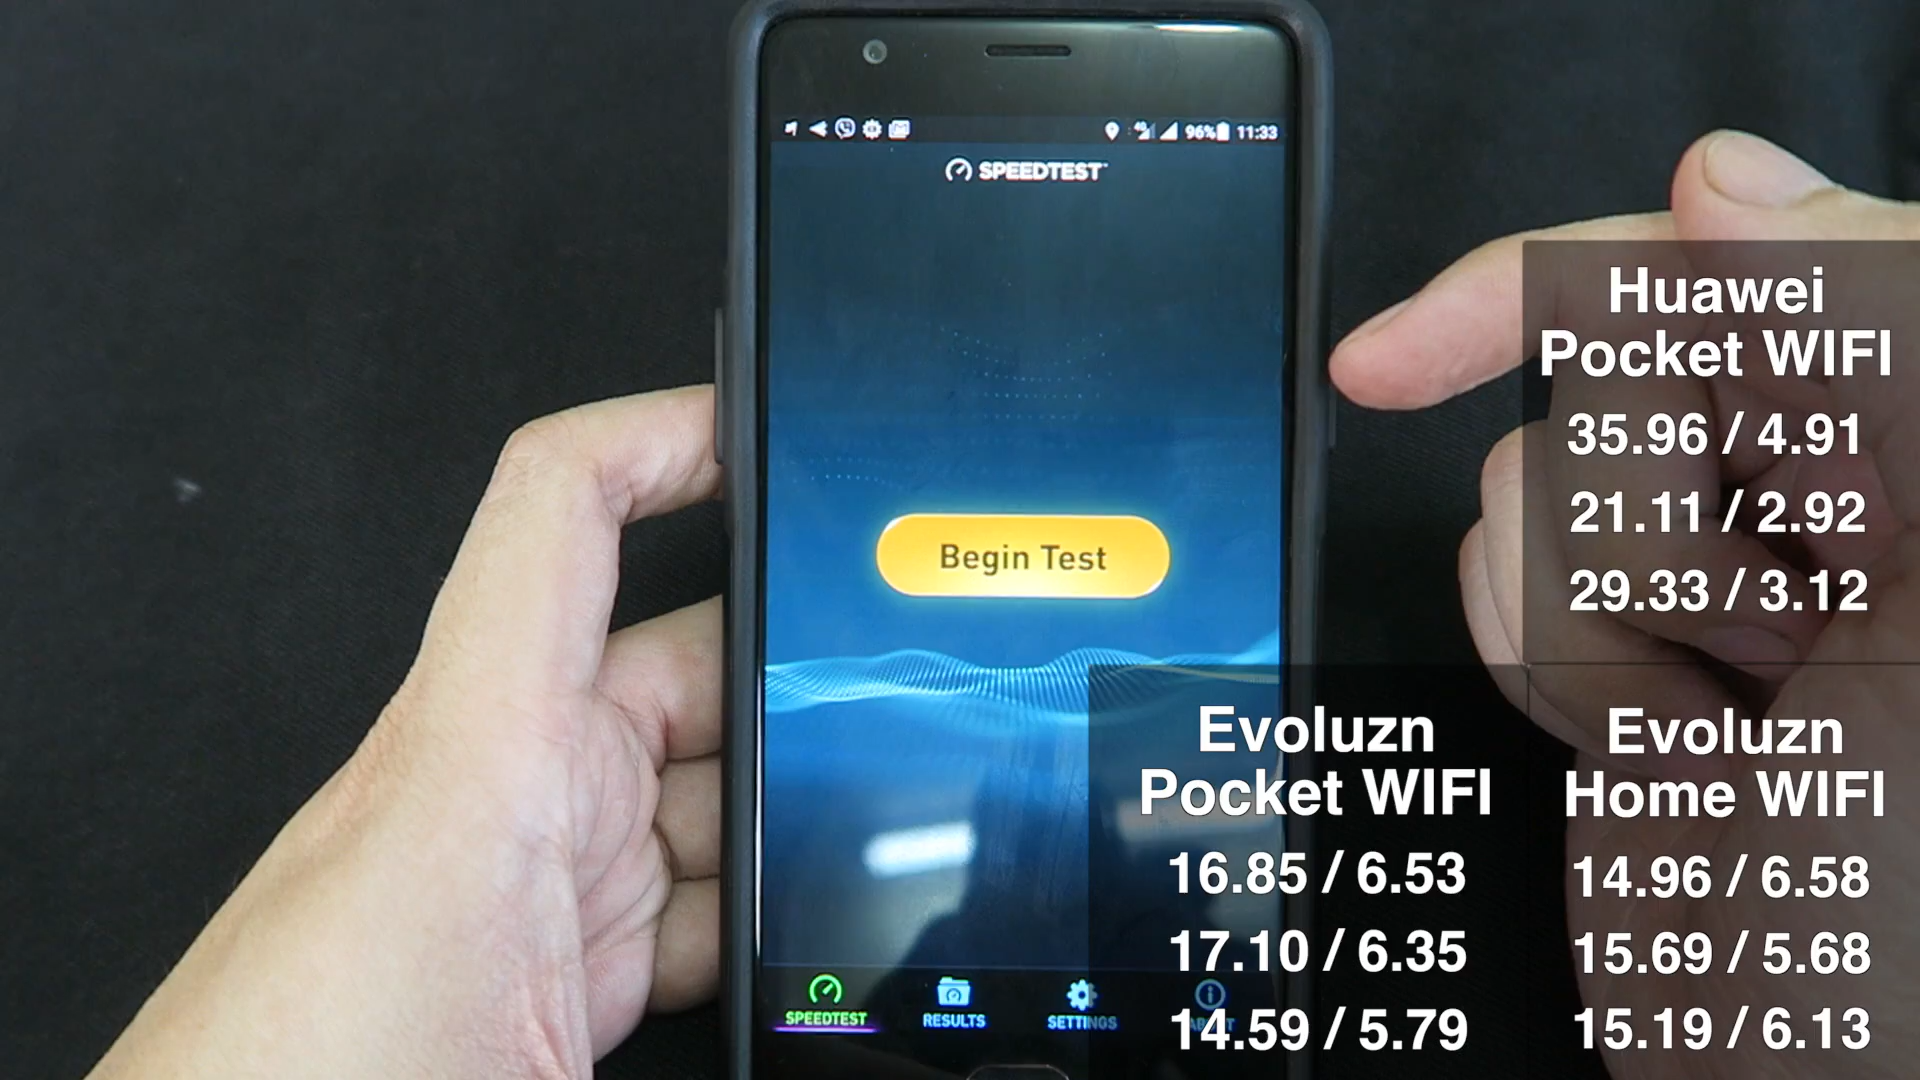 4G 96% 11:33
SPEEDTEST
Begin Test
SPEEDTEST
RESULTS
SETTINGS
Huawei
Pocket WIFI
35.96 / 4.91
21.11 / 2.92
29.33 / 3.12
Evoluzn
Pocket WIFI
16.85 / 6.53
17.10 / 6.35
14.59 / 5.79
Evoluzn
Home WIFI
14.96 / 6.58
15.69 / 5.68
15.19 / 6.13